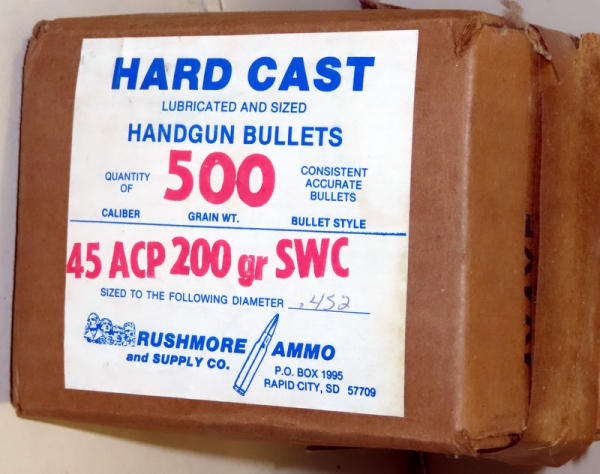 HARD CAST
LUBRICATED AND SIZED
HANDGUN BULLETS
QUANTITY OF 500 CONSISTENT ACCURATE BULLETS
CALIBER GRAIN WT. BULLET STYLE
45 ACP 200 gr SWC
SIZED TO THE FOLLOWING DIAMETER .452
RUSHMORE AMMO
and SUPPLY CO.
P.O. BOX 1995
RAPID CITY, SD 57709